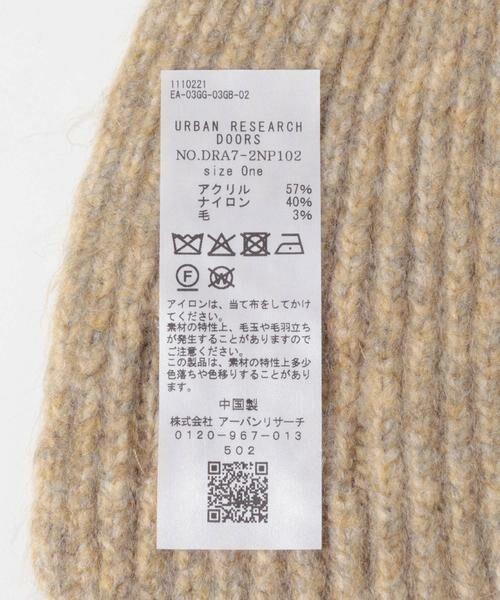 1110221
EA-03GG-03GB-02
URBAN RESEARCH
DOORS
NO.DRA7-2NP102
size One
アクリル 57%
ナイロン 40%
毛 3%
F W
アイロンは、当て布をしてかけ
てください。
素材の特性上、毛玉や毛羽立ち
が発生することがありますので
ご注意ください。
この製品は、素材の特性上多少
色落ちや色移りすることがあり
ます。
中国製
株式会社 アーバンリサーチ
0120-967-013
502